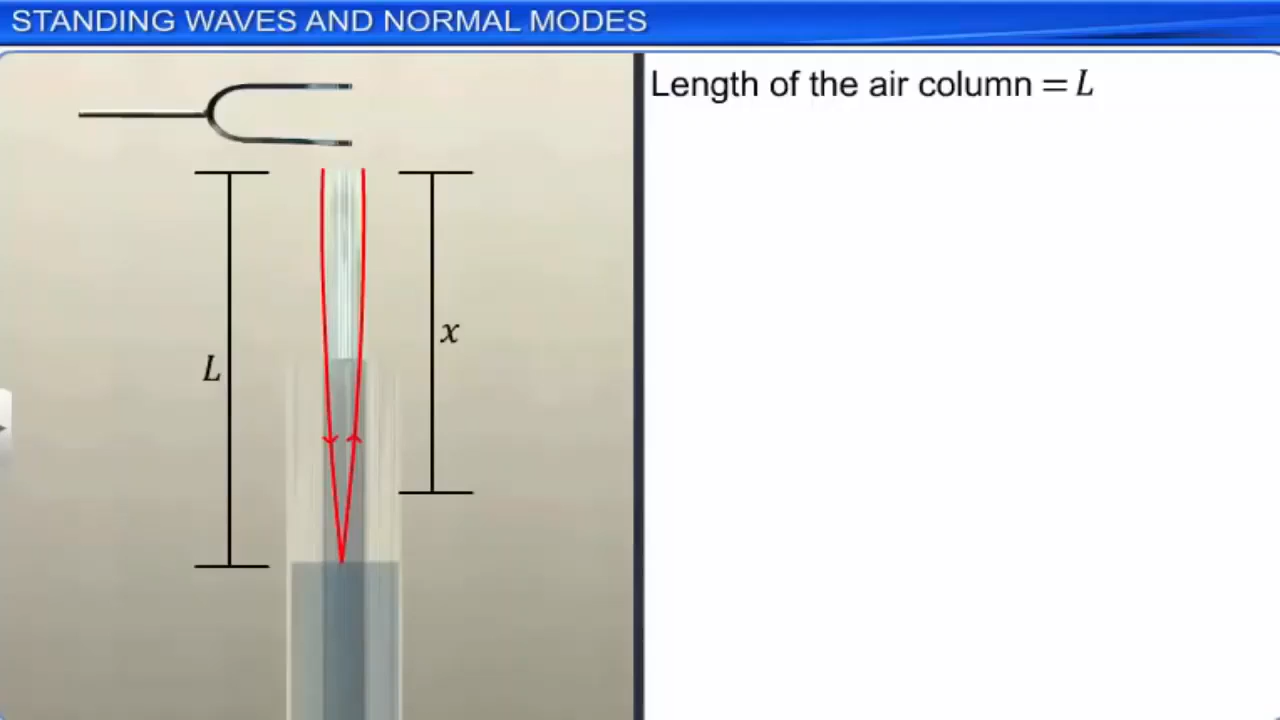 STANDING WAVES AND NORMAL MODES
Length of the air column = L
x
L